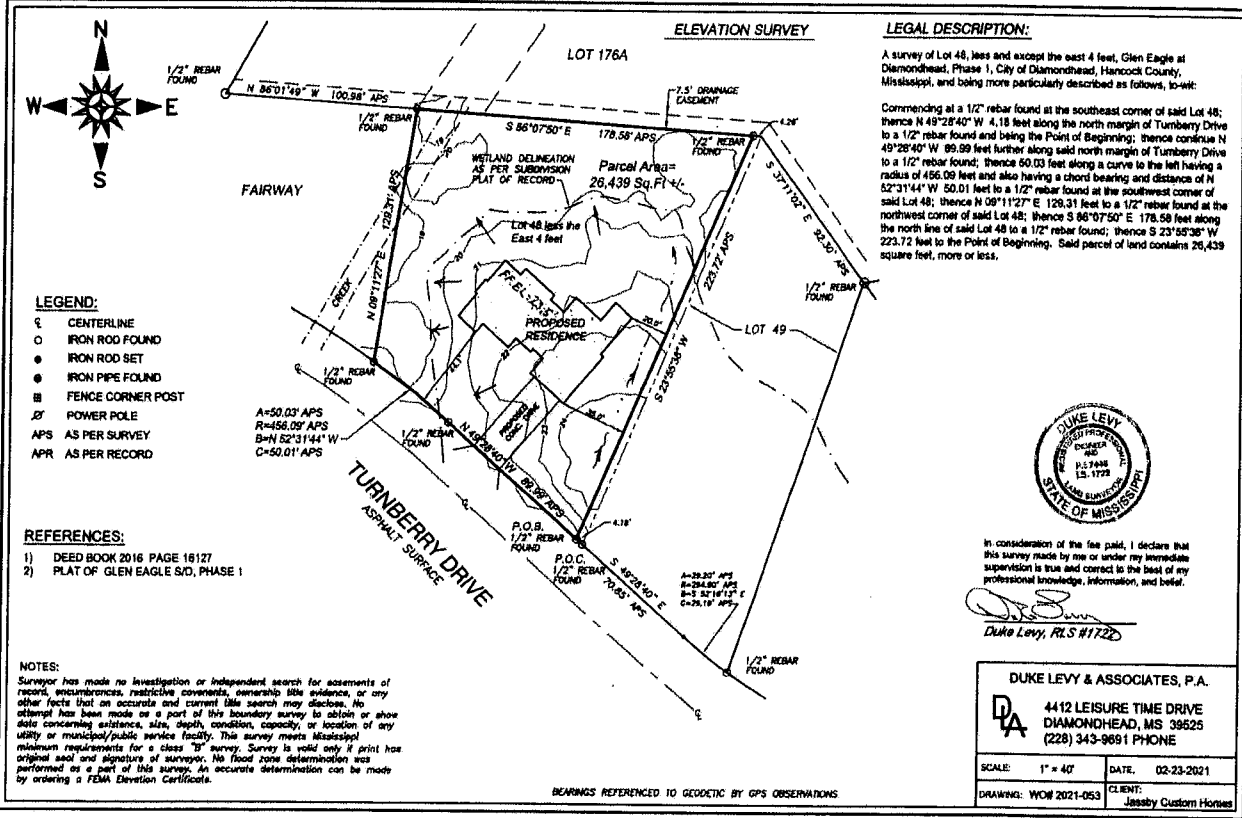 ELEVATION SURVEY
N
W
E
S
LOT 176A
1/2" REBAR
FOUND
N 86°01'49" W 100.98' APS
1/2" REBAR
FOUND
S 86°07'50" E 178.58' APS
7.5' DRAINAGE
EASEMENT
1/2" REBAR
FOUND
4.26'
WETLAND DELINEATION
AS PER SUBDIVISION
PLAT OF RECORD
Parcel Area=
26,439 Sq.Ft +/-
FAIRWAY
Lot 48 less the
East 4 feet
N 09°11'27" E 129.31' APS
CREEK
S 37°11'02" E 92.30' APS
223.72' APS
S 23°55'38" W
1/2" REBAR
FOUND
LOT 49
PROPOSED
RESIDENCE
20.0'
1/2" REBAR
FOUND
A=50.03' APS
R=456.09' APS
B=N 52°31'44" W
C=50.01' APS
1/2" REBAR
FOUND
N 49°28'40" W 89.99' APS
PROPOSED
CONC. DRIVE
TURNBERRY DRIVE
ASPHALT SURFACE
4.18'
P.O.B.
1/2" REBAR
FOUND
P.O.C.
1/2" REBAR
FOUND
S 49°28'40" E
70.85' APS
1/2" REBAR
FOUND
LEGEND:
CENTERLINE
IRON ROD FOUND
IRON ROD SET
IRON PIPE FOUND
FENCE CORNER POST
POWER POLE
APS AS PER SURVEY
APR AS PER RECORD
REFERENCES:
1) DEED BOOK 2016 PAGE 16127
2) PLAT OF GLEN EAGLE S/D, PHASE 1
NOTES:
Surveyor has made no investigation or independent search for easements of
record, encumbrances, restrictive covenants, ownership title evidence, or any
other facts that an accurate and current title search may disclose. No
attempt has been made as a part of this boundary survey to obtain or show
data concerning existence, size, depth, condition, capacity, or location of any
utility or municipal/public service facility. This survey meets Mississippi
minimum requirements for a class "B" survey. Survey is valid only if print has
original seal and signature of surveyor. No flood zone determination was
performed as a part of this survey. An accurate determination can be made
by ordering a FEMA Elevation Certificate.
BEARINGS REFERENCED TO GEODETIC BY GPS OBSERVATIONS
LEGAL DESCRIPTION:
A survey of Lot 48, less and except the east 4 feet, Glen Eagle at
Diamondhead, Phase 1, City of Diamondhead, Hancock County,
Mississippi, and being more particularly described as follows, to-wit:
Commencing at a 1/2" rebar found at the southeast corner of said Lot 48;
thence N 49°28'40" W 4.18 feet along the north margin of Turnberry Drive
to a 1/2" rebar found and being the Point of Beginning; thence continue N
49°28'40" W 89.99 feet further along said north margin of Turnberry Drive
to a 1/2" rebar found; thence 50.03 feet along a curve to the left having a
radius of 456.09 feet and also having a chord bearing and distance of N
52°31'44" W 50.01 feet to a 1/2" rebar found at the southwest corner of
said Lot 48; thence N 09°11'27" E 129.31 feet to a 1/2" rebar found at the
northwest corner of said Lot 48; thence S 86°07'50" E 178.58 feet along
the north line of said Lot 48 to a 1/2" rebar found; thence S 23°55'38" W
223.72 feet to the Point of Beginning. Said parcel of land contains 26,439
square feet, more or less.
DUKE LEVY
REGISTERED PROFESSIONAL
ENGINEER
AND
LAND SURVEYOR
STATE OF MISSISSIPPI
In consideration of the fee paid, I declare that
this survey made by me or under my immediate
supervision is true and correct to the best of my
professional knowledge, information, and belief.
Duke Levy, RLS #1722
DUKE LEVY & ASSOCIATES, P.A.
DLA
4412 LEISURE TIME DRIVE
DIAMONDHEAD, MS 39525
(228) 343-9691 PHONE
SCALE: 1" = 40'
DATE. 02-23-2021
DRAWING: WO# 2021-053
CLIENT:
Jassby Custom Homes